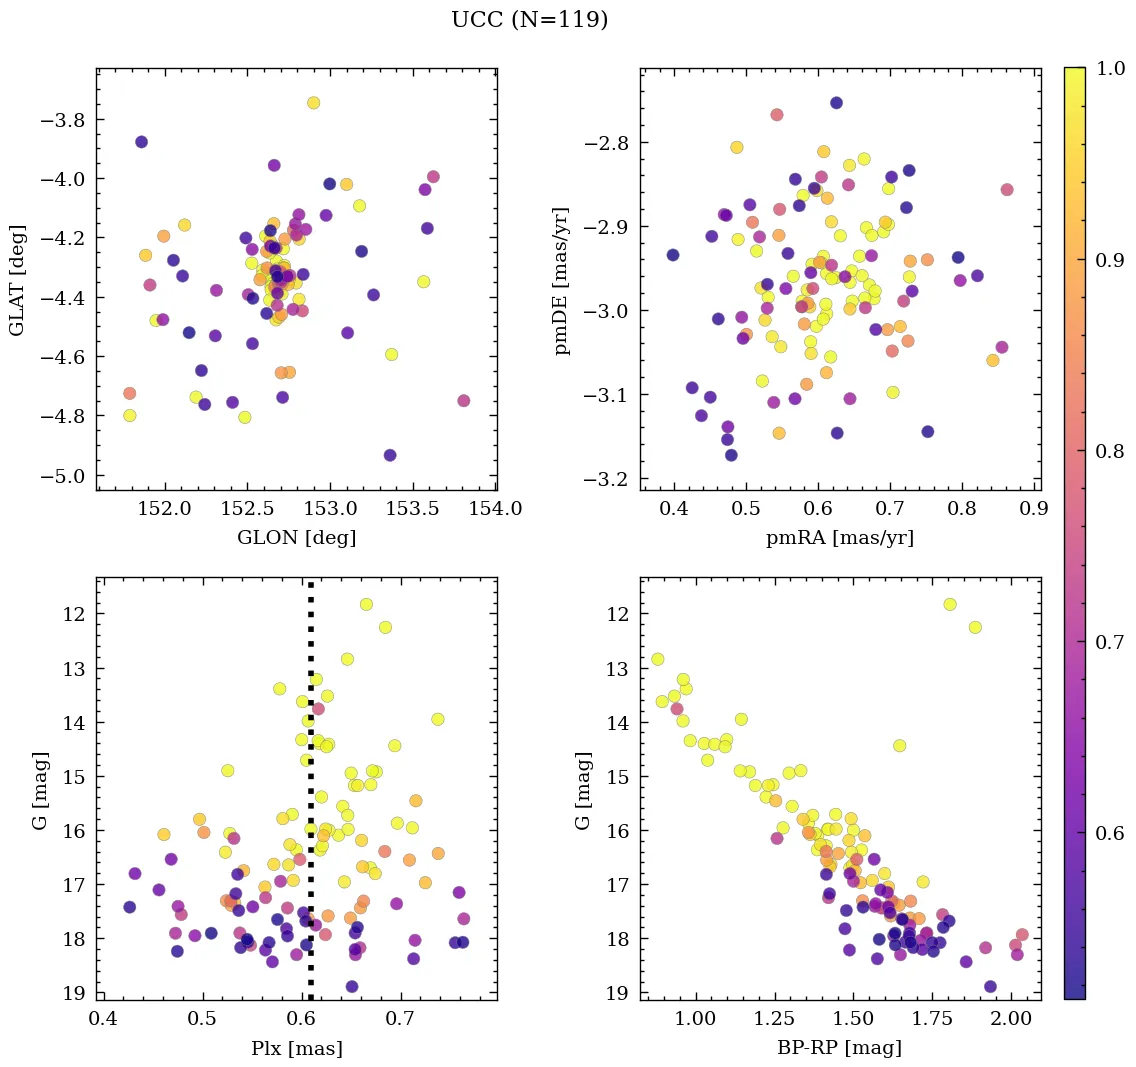 UCC (N=119)
−3.8
−4.0
−4.2
−4.4
−4.6
−4.8
−5.0
GLAT [deg]
152.0 152.5 153.0 153.5 154.0
GLON [deg]
−2.8
−2.9
−3.0
−3.1
−3.2
pmDE [mas/yr]
0.4 0.5 0.6 0.7 0.8 0.9
pmRA [mas/yr]
12
13
14
15
16
17
18
19
G [mag]
0.4 0.5 0.6 0.7
Plx [mas]
12
13
14
15
16
17
18
19
G [mag]
1.00 1.25 1.50 1.75 2.00
BP-RP [mag]
1.0
0.9
0.8
0.7
0.6